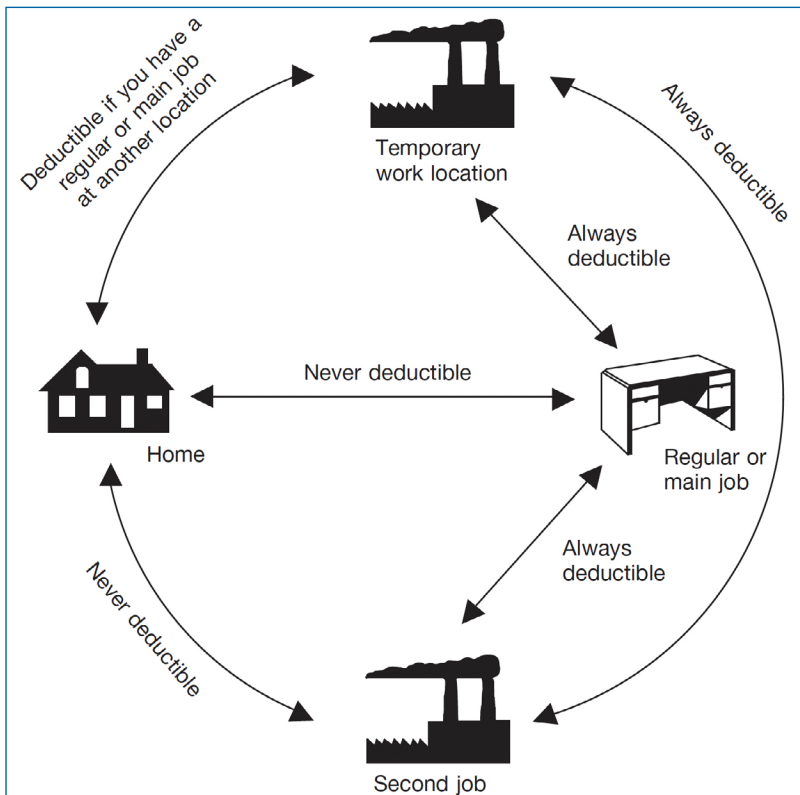 Deductible if you have a
regular or main job
at another location
Temporary
work location
Always deductible
Always
deductible
Never deductible
Home
Regular or
main job
Always
deductible
Never deductible
Second job